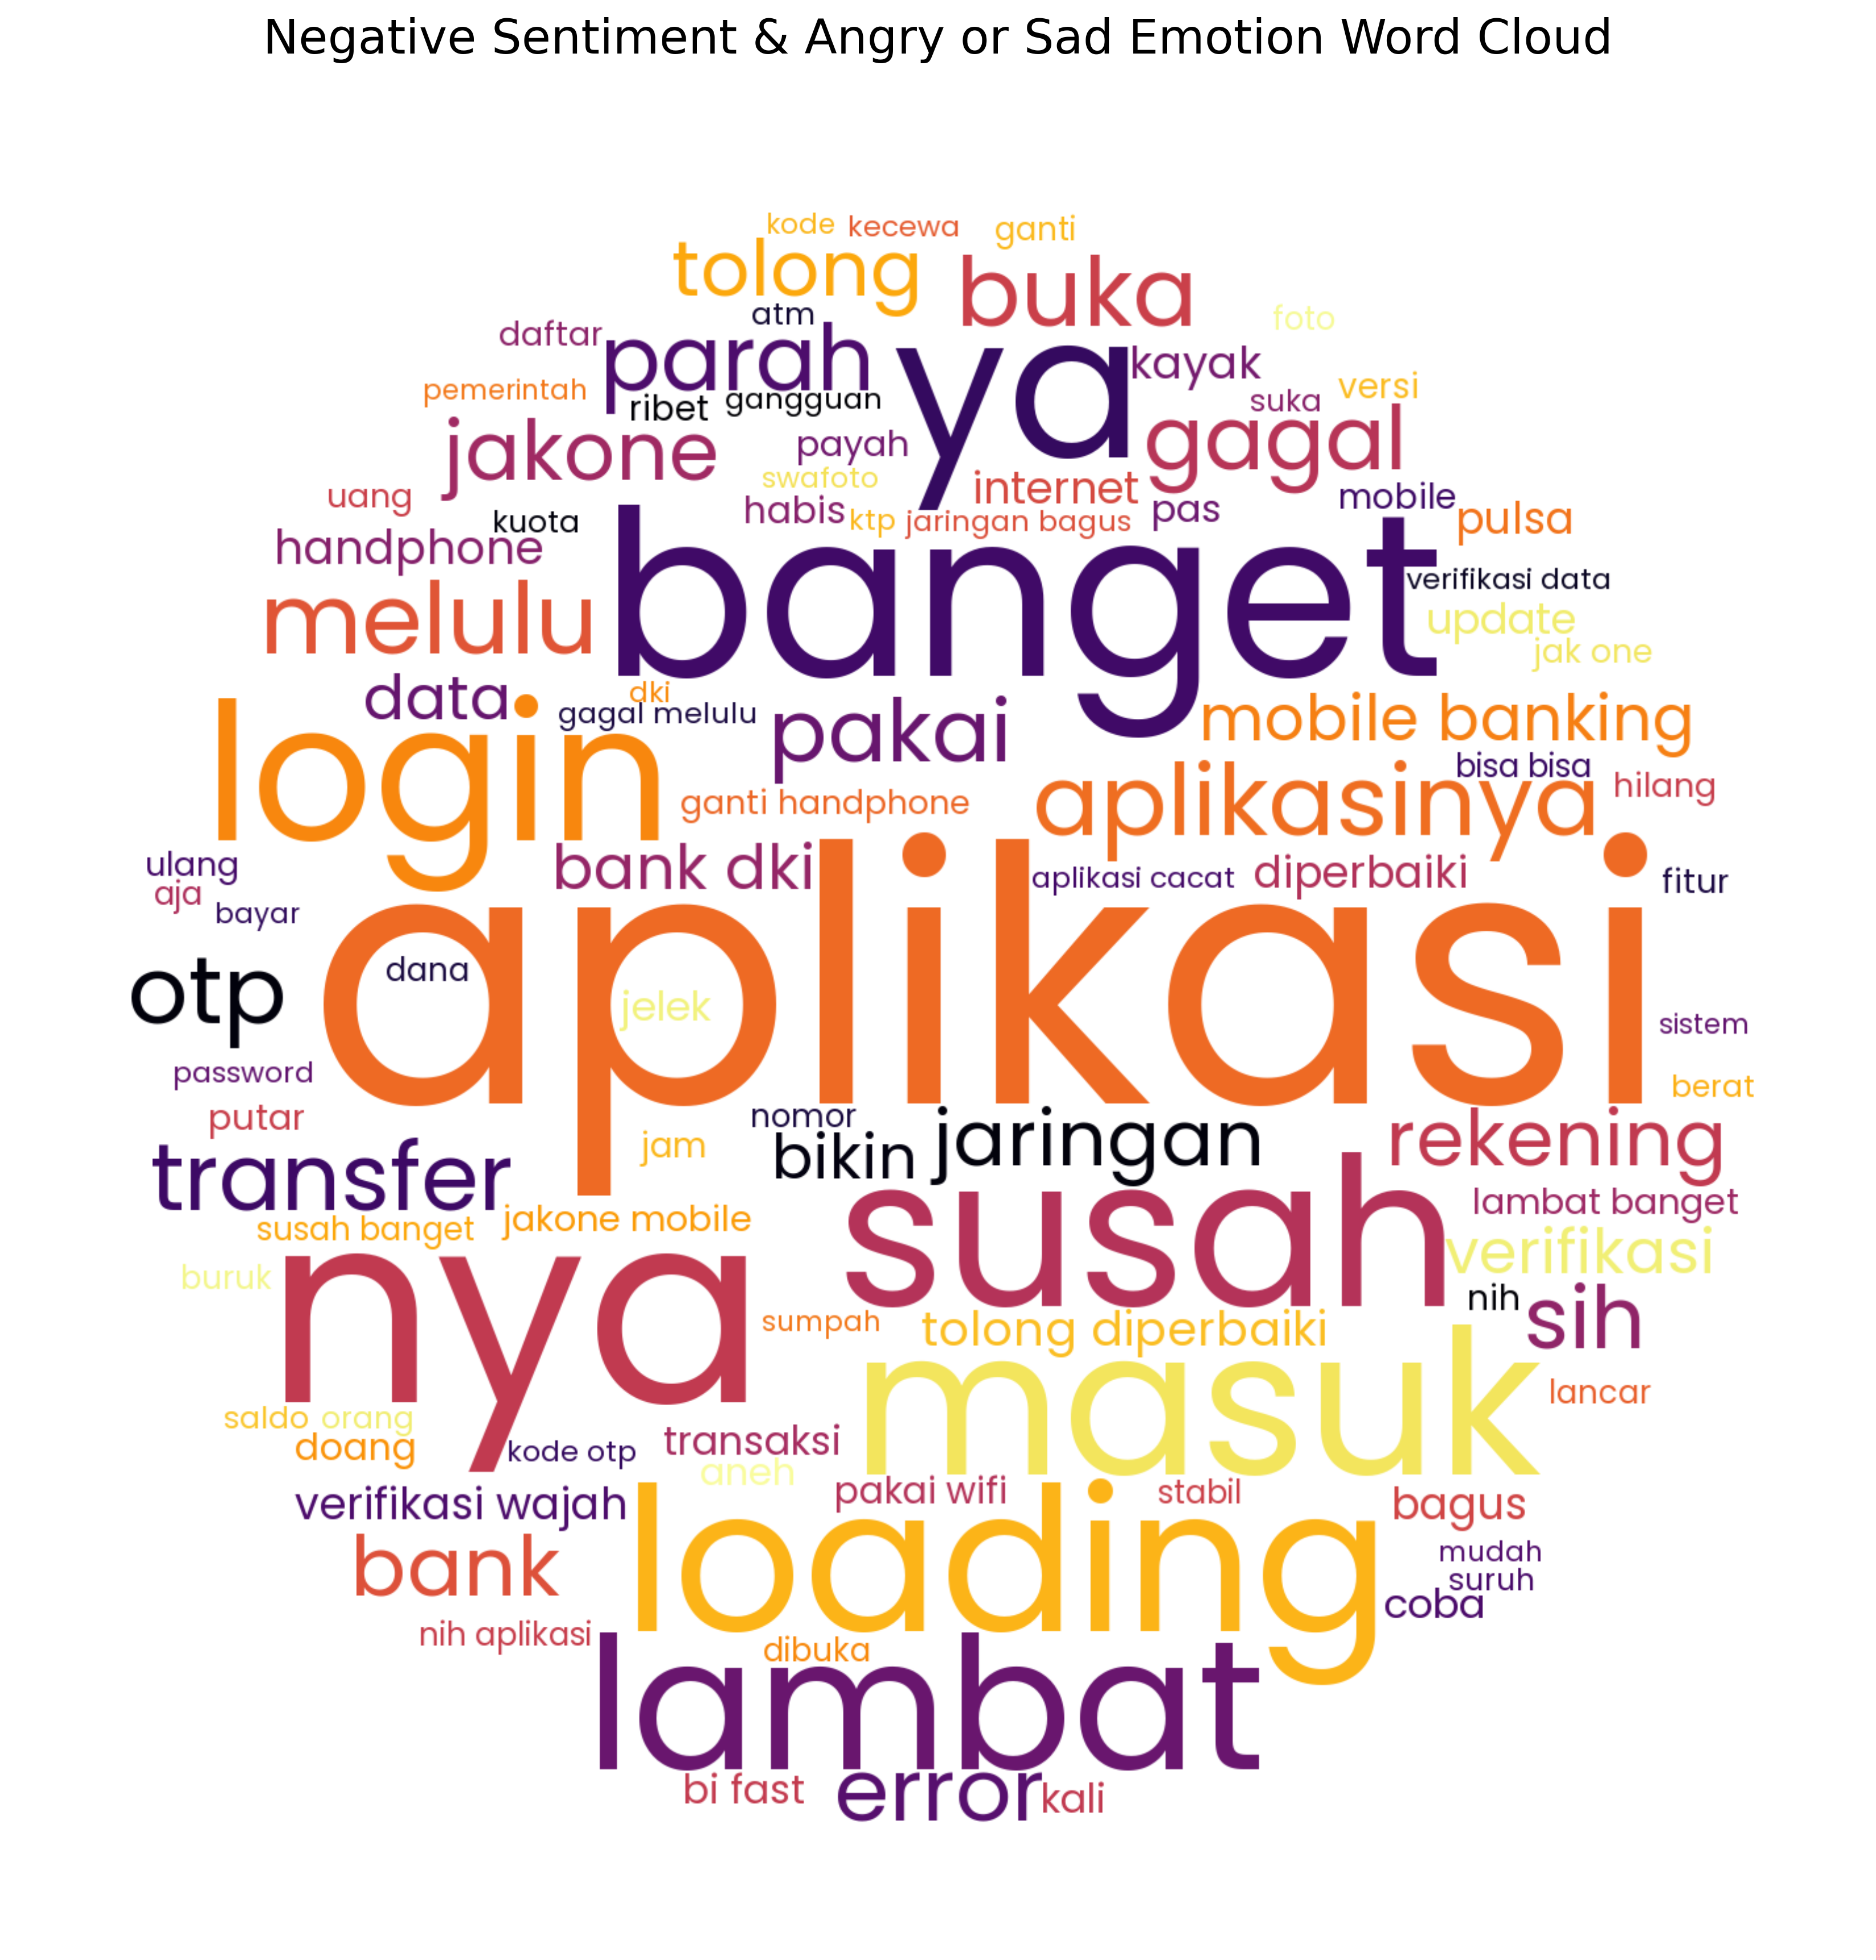 Negative Sentiment & Angry or Sad Emotion Word Cloud
kode kecewa ganti
tolong buka
atm foto
daftar parah ya kayak
pemerintah ribet gangguan suka versi
jakone payah gagal
swafoto internet mobile
uang kuota habis ktp jaringan bagus pas pulsa
handphone banget verifikasi data
melulu update
jak one
data dki
login gagal melulu pakai mobile banking
bisa bisa
ganti handphone aplikasinya hilang
ulang bank dki aplikasi cacat diperbaiki fitur
aja
bayar
otp dana aplikasi
jelek sistem
password berat
putar nomor
transfer jam bikin jaringan rekening
susah lambat banget
susah banget jakone mobile verifikasi
buruk nya nih
sumpah tolong diperbaiki sih
masuk lancar
saldo orang
doang kode otp transaksi
aneh
verifikasi wajah pakai wifi stabil bagus
bank loading mudah
suruh
coba
nih aplikasi dibuka
lambat
bi fast error kali